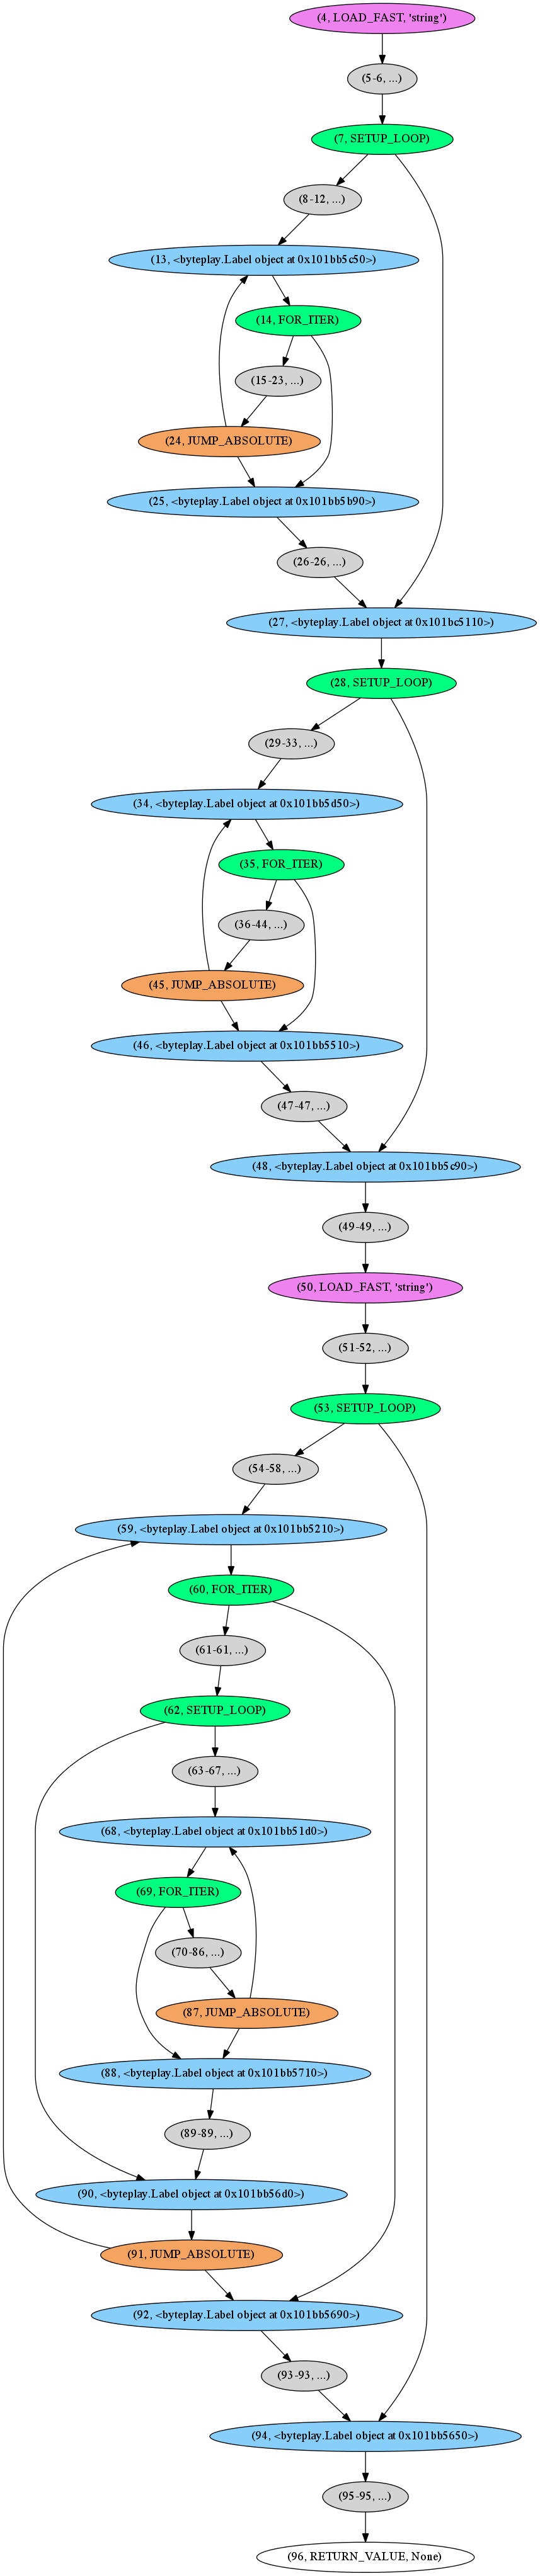 (4, LOAD_FAST, 'string')
(5-6, ...)
(7, SETUP_LOOP)
(8-12, ...)
(13, <byteplay.Label object at 0x101bb5c50>)
(14, FOR_ITER)
(15-23, ...)
(24, JUMP_ABSOLUTE)
(25, <byteplay.Label object at 0x101bb5b90>)
(26-26, ...)
(27, <byteplay.Label object at 0x101bc5110>)
(28, SETUP_LOOP)
(29-33, ...)
(34, <byteplay.Label object at 0x101bb5d50>)
(35, FOR_ITER)
(36-44, ...)
(45, JUMP_ABSOLUTE)
(46, <byteplay.Label object at 0x101bb5510>)
(47-47, ...)
(48, <byteplay.Label object at 0x101bb5c90>)
(49-49, ...)
(50, LOAD_FAST, 'string')
(51-52, ...)
(53, SETUP_LOOP)
(54-58, ...)
(59, <byteplay.Label object at 0x101bb5210>)
(60, FOR_ITER)
(61-61, ...)
(62, SETUP_LOOP)
(63-67, ...)
(68, <byteplay.Label object at 0x101bb51d0>)
(69, FOR_ITER)
(70-86, ...)
(87, JUMP_ABSOLUTE)
(88, <byteplay.Label object at 0x101bb5710>)
(89-89, ...)
(90, <byteplay.Label object at 0x101bb56d0>)
(91, JUMP_ABSOLUTE)
(92, <byteplay.Label object at 0x101bb5690>)
(93-93, ...)
(94, <byteplay.Label object at 0x101bb5650>)
(95-95, ...)
(96, RETURN_VALUE, None)